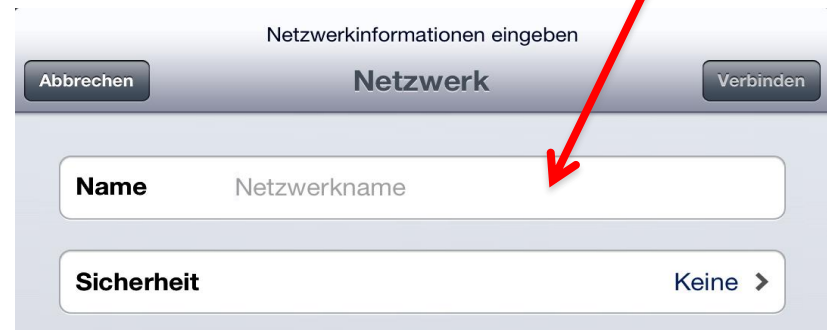 Netzwerkinformationen eingeben
Abbrechen Netzwerk Verbinden
Name Netzwerkname
Sicherheit Keine